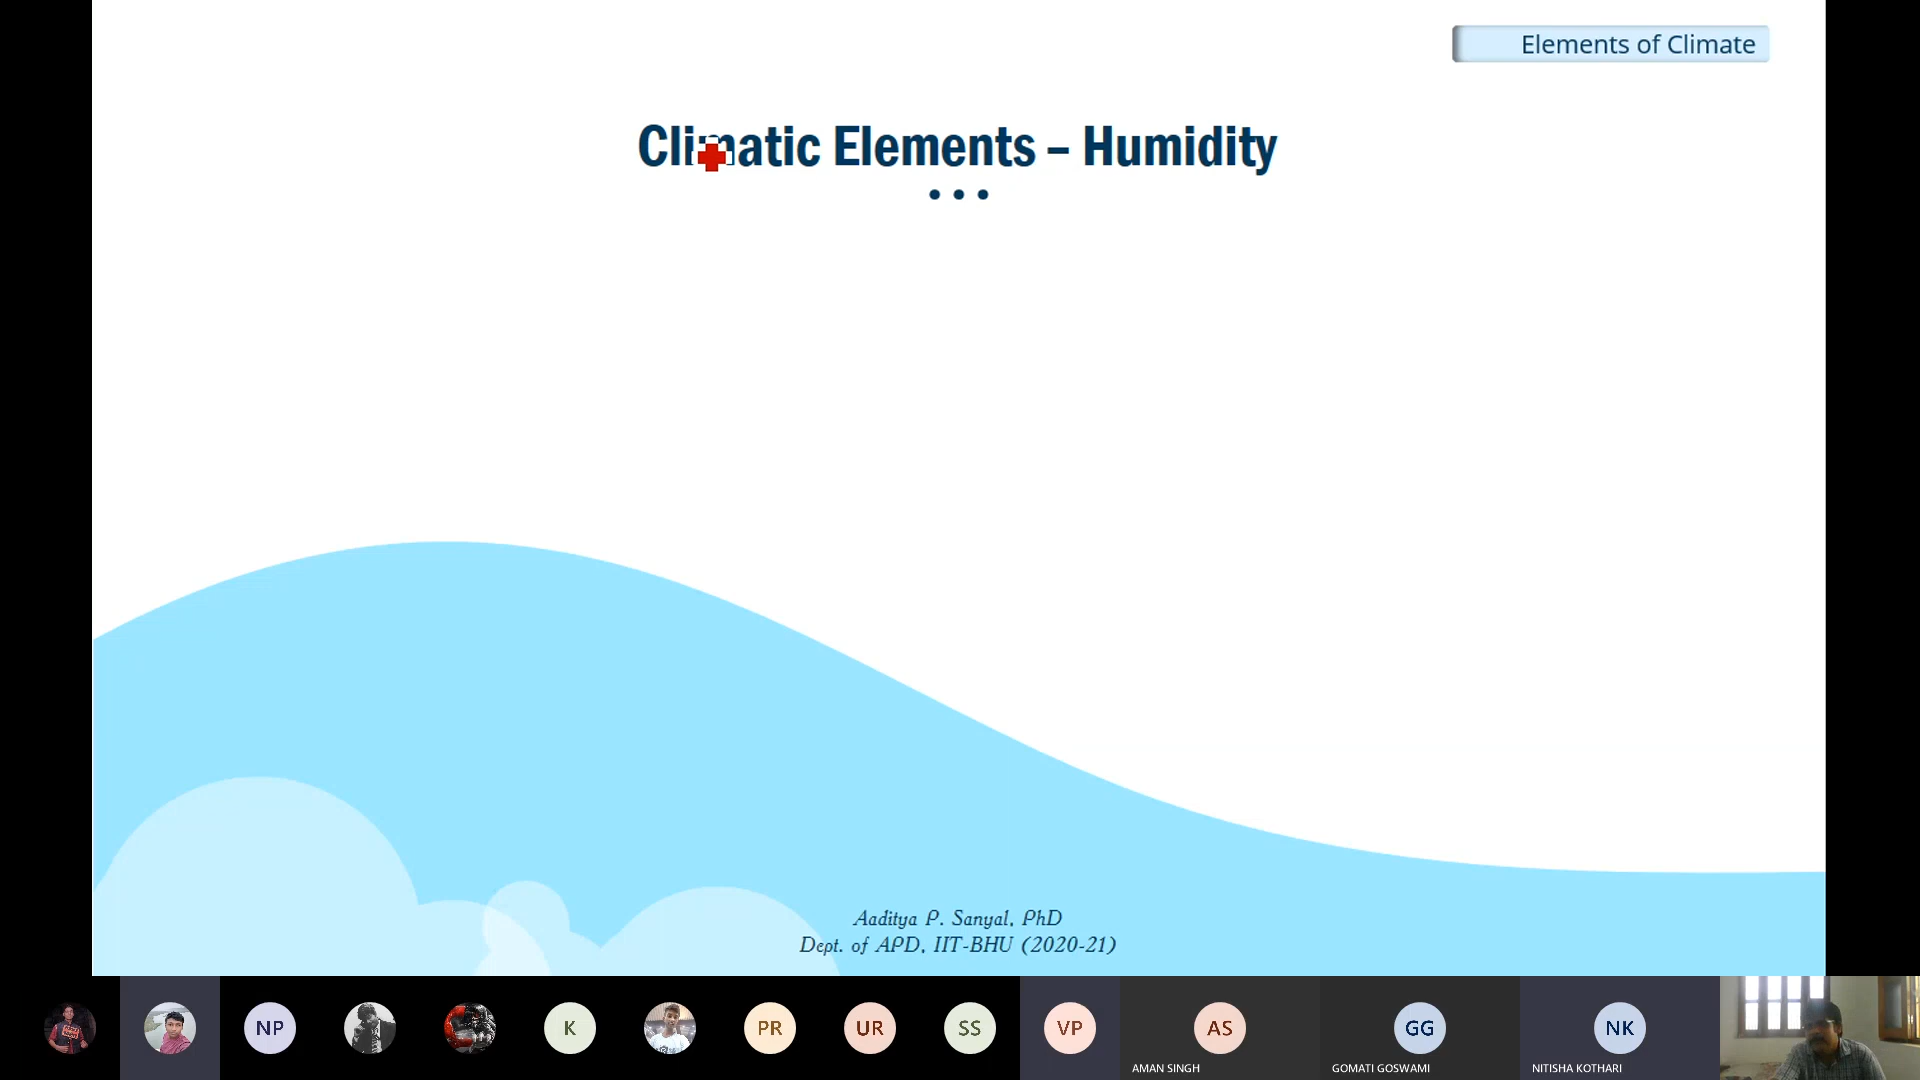 Elements of Climate
Climatic Elements – Humidity
Aaditya P. Sanyal, PhD
Dept. of APD, IIT-BHU (2020-21)
NP
K
PR
UR
SS
VP
AS
GG
NK
AMAN SINGH
GOMATI GOSWAMI
NITISHA KOTHARI